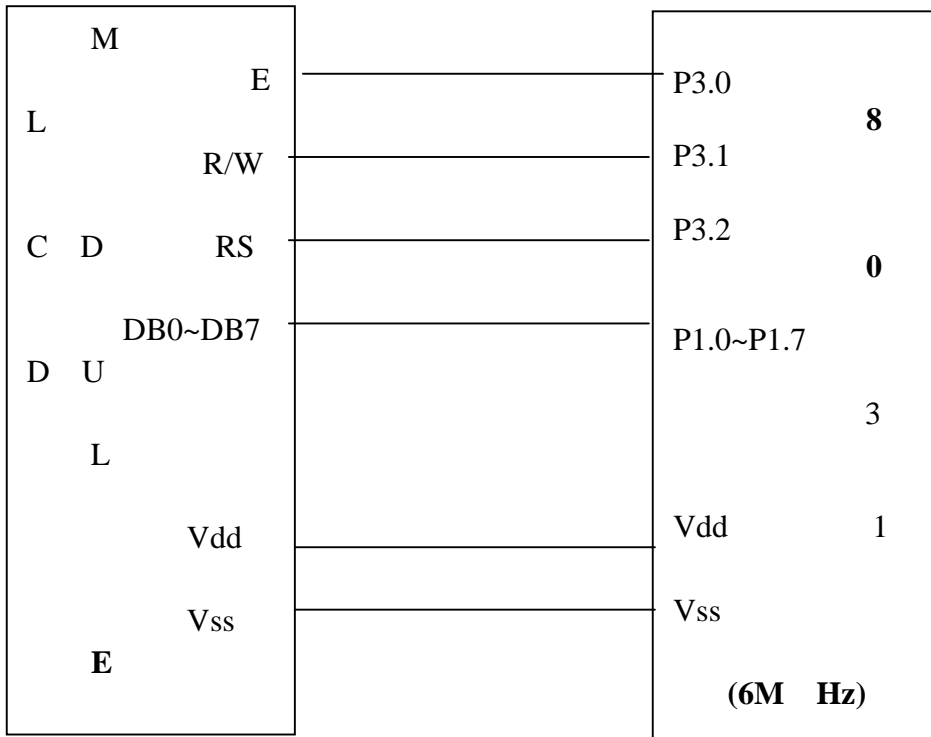 M
E P3.0
L 8
R/W P3.1
C D RS P3.2
0
DB0~DB7 P1.0~P1.7
D U
3
L
Vdd Vdd 1
Vss Vss
E
(6M Hz)